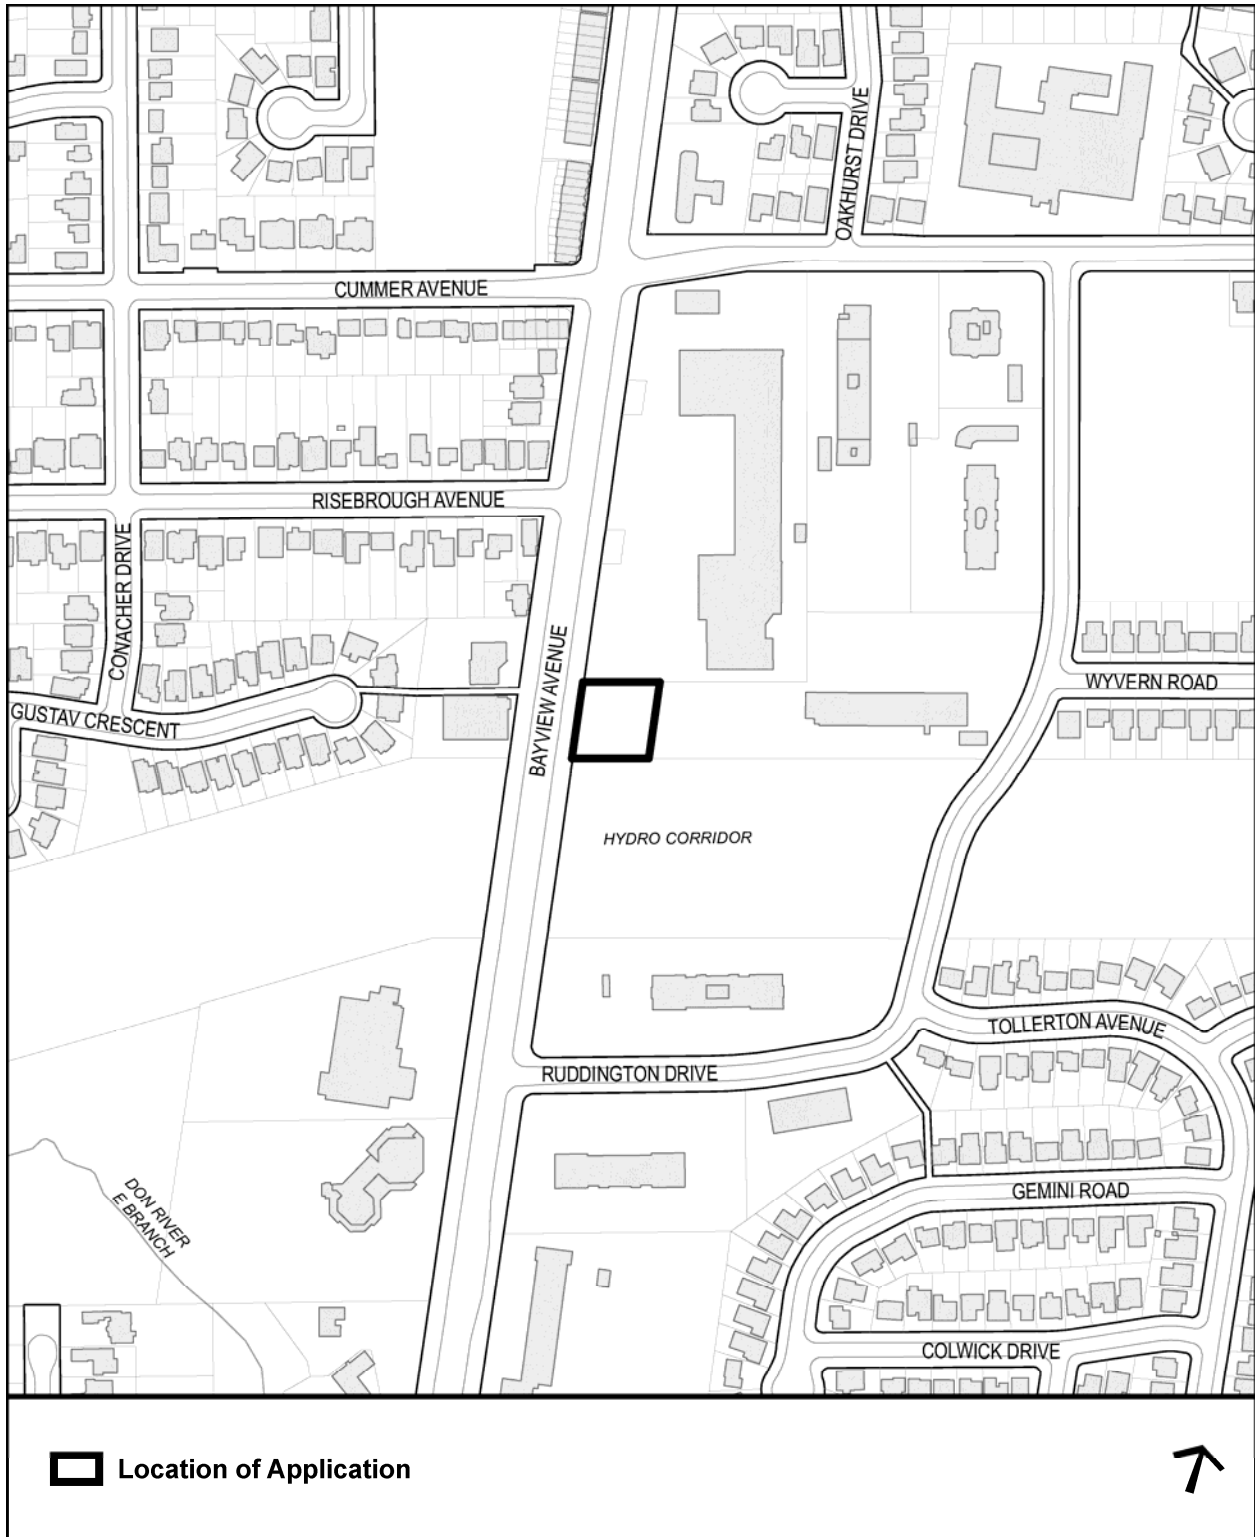 OAKHURST DRIVE
CUMMER AVENUE
RISEBROUGH AVENUE
CONACHER DRIVE
BAYVIEW AVENUE
WYVERN ROAD
GUSTAV CRESCENT
HYDRO CORRIDOR
TOLLERTON AVENUE
RUDDINGTON DRIVE
DON RIVER
E BRANCH
GEMINI ROAD
COLWICK DRIVE
Location of Application